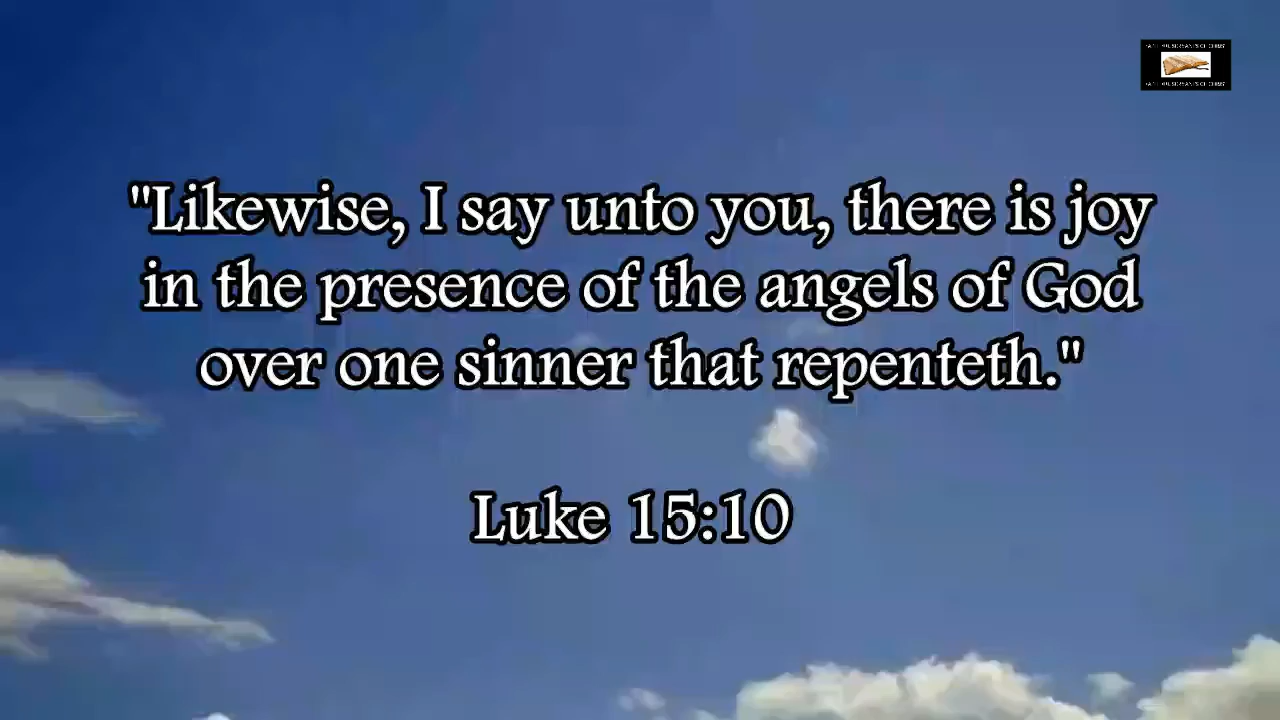 "Likewise, I say unto you, there is joy
in the presence of the angels of God
over one sinner that repenteth."
Luke 15:10